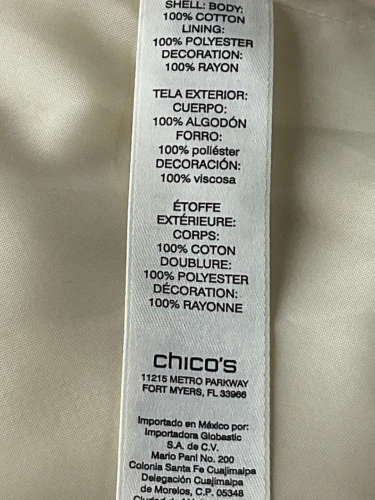 SHELL: BODY:
100% COTTON
LINING:
100% POLYESTER
DECORATION:
100% RAYON
TELA EXTERIOR:
CUERPO:
100% ALGODÓN
FORRO:
100% poliéster
DECORACIÓN:
100% viscosa
ÉTOFFE
EXTÉRIEURE:
CORPS:
100% COTON
DOUBLURE:
100% POLYESTER
DÉCORATION:
100% RAYONNE
chico's
11215 METRO PARKWAY
FORT MYERS, FL 33966
Importado en México por:
Importadora Globastic
S.A. de C.V.
Mario Pani No. 200
Colonia Santa Fe Cuajimalpa
Delegación Cuajimalpa
de Morelos, C.P. 05348